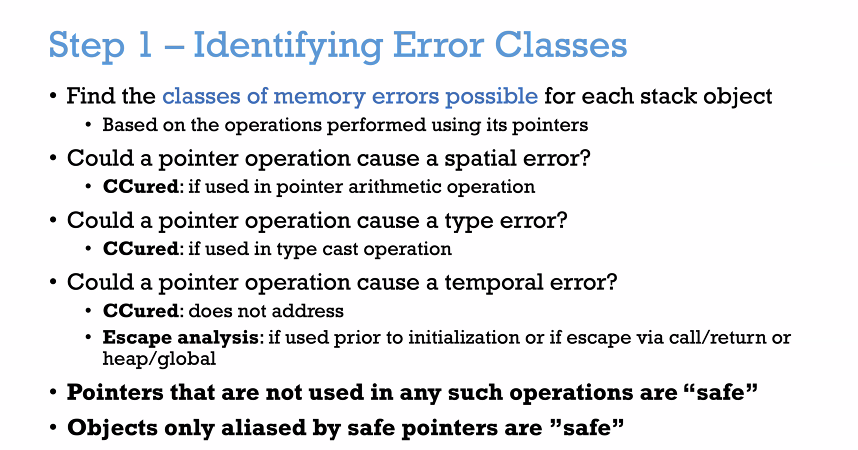 Step 1 – Identifying Error Classes
• Find the classes of memory errors possible for each stack object
• Based on the operations performed using its pointers
• Could a pointer operation cause a spatial error?
• CCured: if used in pointer arithmetic operation
• Could a pointer operation cause a type error?
• CCured: if used in type cast operation
• Could a pointer operation cause a temporal error?
• CCured: does not address
• Escape analysis: if used prior to initialization or if escape via call/return or
heap/global
• Pointers that are not used in any such operations are “safe”
• Objects only aliased by safe pointers are ”safe”